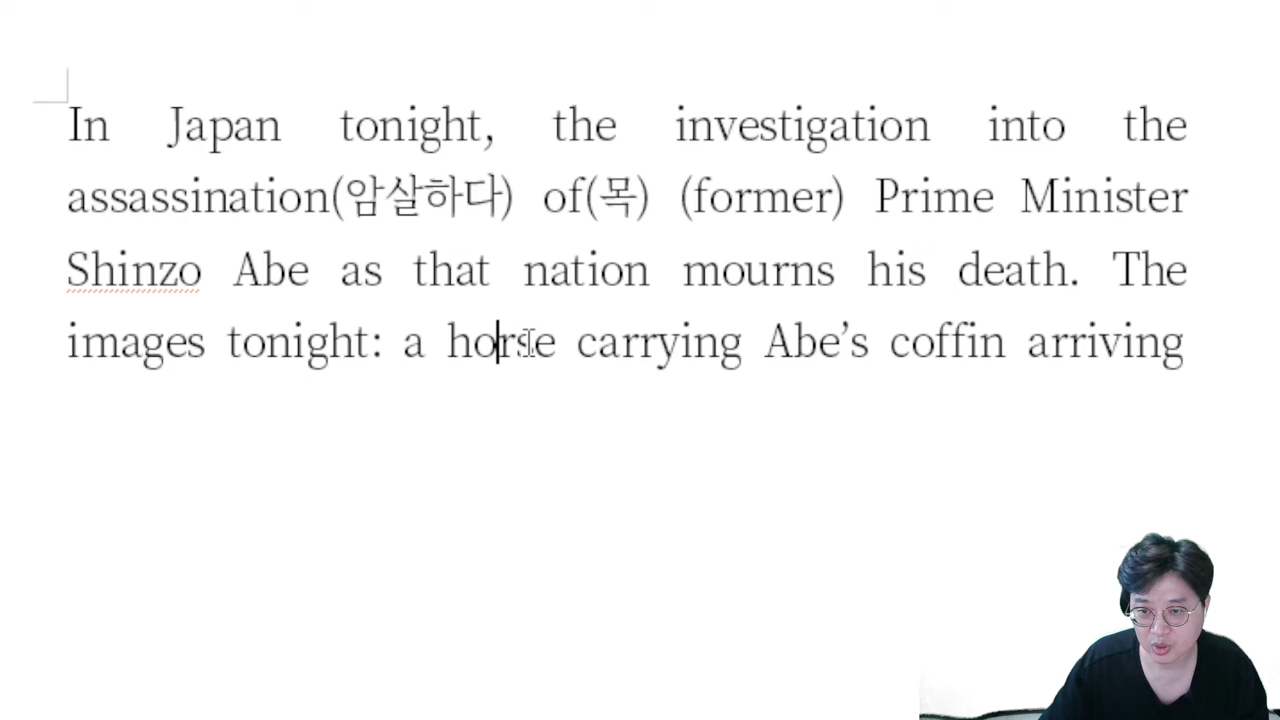 In Japan tonight, the investigation into the
assassination(암살하다) of(목) (former) Prime Minister
Shinzo Abe as that nation mourns his death. The
images tonight: a horse carrying Abe’s coffin arriving